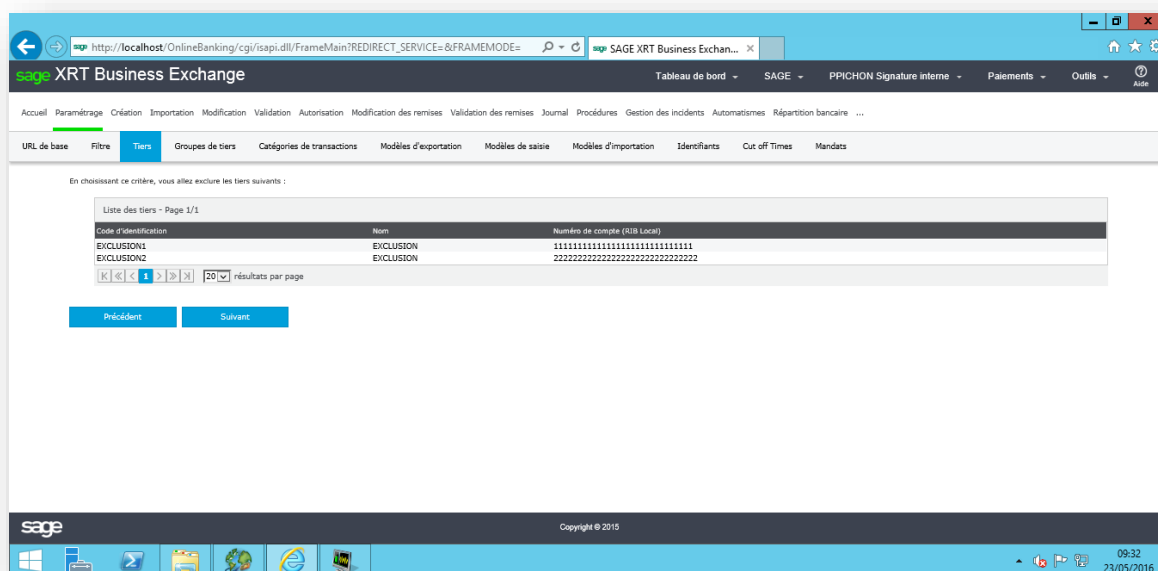 http://localhost/OnlineBanking/cgi/isapi.dll/FrameMain?REDIRECT_SERVICE=&FRAMEMODE=
sage SAGE XRT Business Exchan...
sage XRT Business Exchange
Tableau de bord SAGE PPICHON Signature interne Paiements Outils Aide
Accueil Paramétrage Création Importation Modification Validation Autorisation Modification des remises Validation des remises Journal Procédures Gestion des incidents Automatismes Répartition bancaire ...
URL de base Filtre Tiers Groupes de tiers Catégories de transactions Modèles d'exportation Modèles de saisie Modèles d'importation Identifiants Cut off Times Mandats
En choisissant ce critère, vous allez exclure les tiers suivants :
Liste des tiers - Page 1/1
Code d'identification Nom Numéro de compte (RIB Local)
EXCLUSION1 EXCLUSION 11111111111111111111111111111
EXCLUSION2 EXCLUSION 22222222222222222222222222222
1 20 résultats par page
Précédent Suivant
sage Copyright © 2015
09:32
23/05/2016